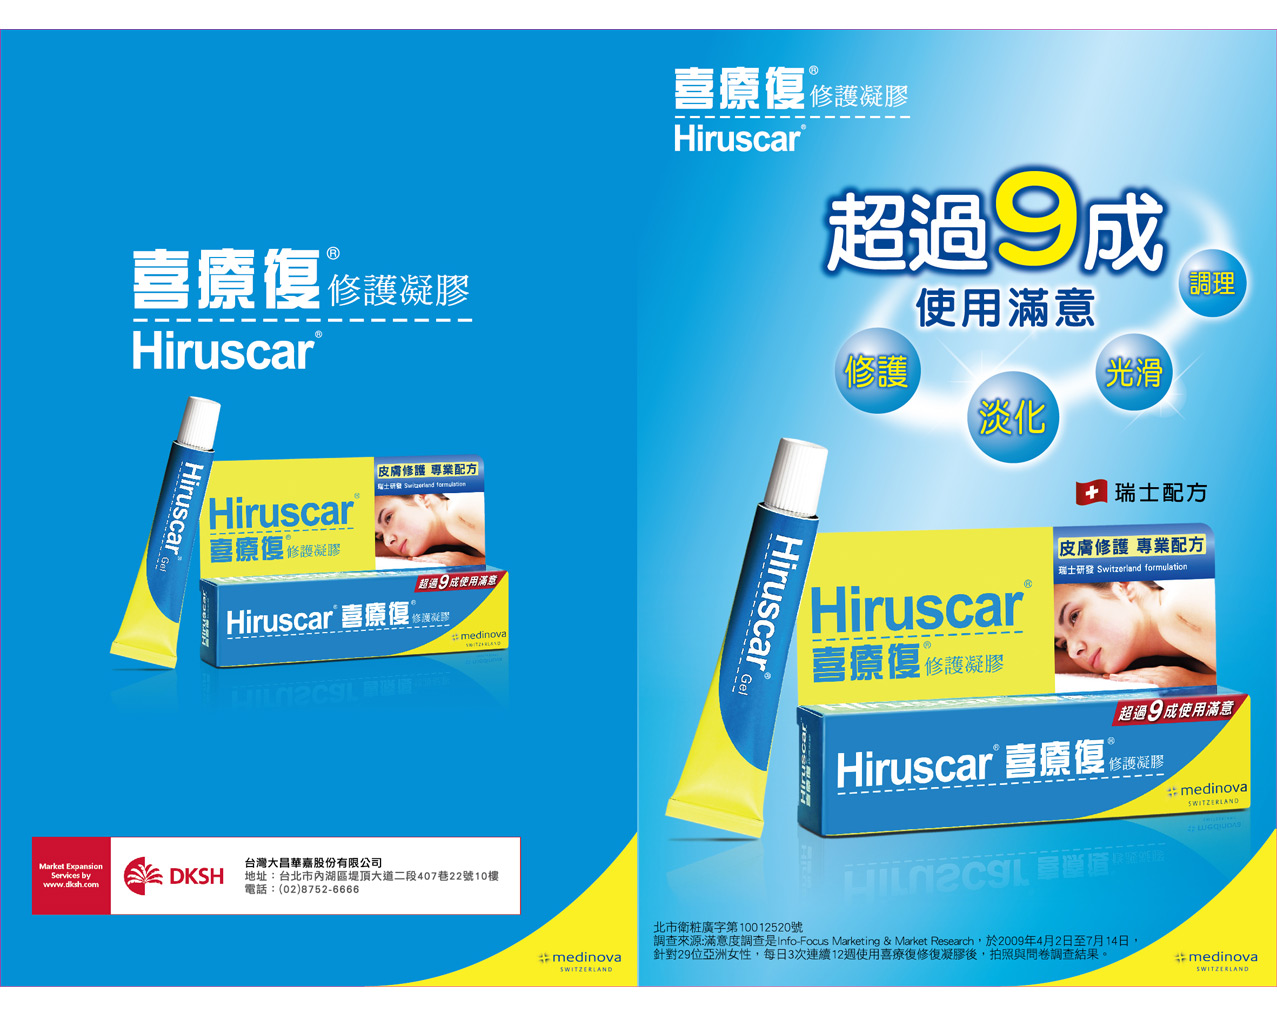 喜療復® 修護凝膠
Hiruscar®
Hiruscar® Gel
皮膚修護 專業配方
瑞士研發 Switzerland formulation
Hiruscar®
喜療復® 修護凝膠
超過9成使用滿意
Hiruscar® 喜療復® 修護凝膠
medinova
SWITZERLAND
Market Expansion
Services by
www.dksh.com
DKSH
台灣大昌華嘉股份有限公司
地址：台北市內湖區堤頂大道二段407巷22號10樓
電話：(02)8752-6666
medinova
SWITZERLAND
喜療復® 修護凝膠
Hiruscar®
超過9成
使用滿意
調理
光滑
修護
淡化
瑞士配方
Hiruscar® Gel
皮膚修護 專業配方
瑞士研發 Switzerland formulation
Hiruscar®
喜療復® 修護凝膠
超過9成使用滿意
Hiruscar® 喜療復® 修護凝膠
Hiruscar
medinova
SWITZERLAND
北市衛粧廣字第10012520號
調查來源:滿意度調查是Info-Focus Marketing & Market Research，於2009年4月2日至7月14日，
針對29位亞洲女性，每日3次連續12週使用喜療復修復凝膠後，拍照與問卷調查結果。
medinova
SWITZERLAND